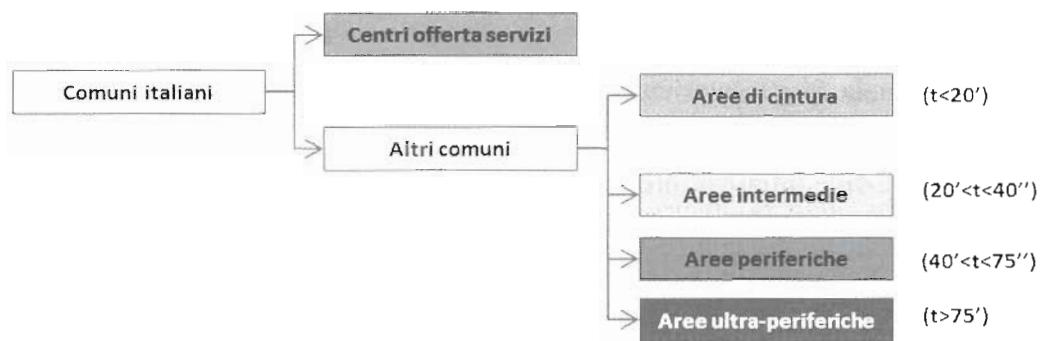 Centri offerta servizi
Comuni italiani
Altri comuni
Aree di cintura (t<20')
Aree intermedie (20'<t<40'')
Aree periferiche (40'<t<75'')
Aree ultra-periferiche (t>75')